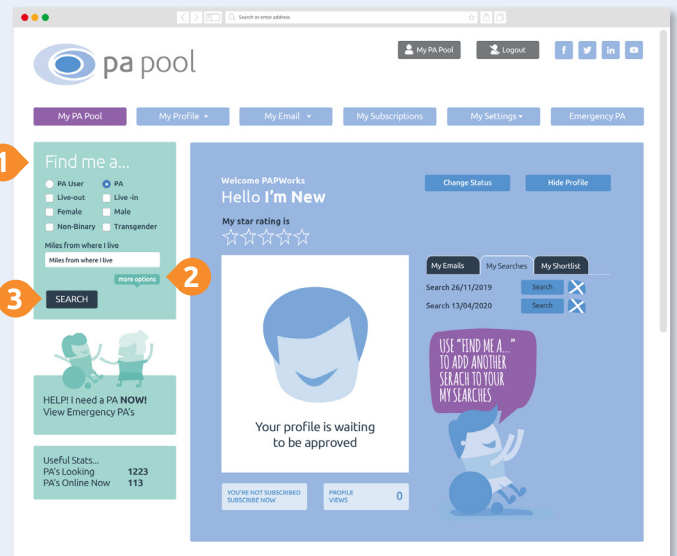 Search or enter address
pa pool
My PA Pool
Logout
f
in
My PA Pool
My Profile
My Email
My Subscriptions
My Settings
Emergency PA
1
Find me a...
PA User
PA
Live-out
Live -in
Female
Male
Non-Binary
Transgender
Miles from where I live
Miles from where I live
more options
2
3
SEARCH
HELP! I need a PA NOW!
View Emergency PA's
Useful Stats...
PA's Looking 1223
PA's Online Now 113
Welcome PAPWorks
Hello I'm New
Change Status
Hide Profile
My star rating is
My Emails
My Searches
My Shortlist
Search 26/11/2019
Search
Search 13/04/2020
Search
USE "FIND ME A..."
TO ADD ANOTHER
SERACH TO YOUR
MY SEARCHES
Your profile is waiting
to be approved
YOU'RE NOT SUBSCRIBED
SUBSCRIBE NOW
PROFILE
VIEWS
0